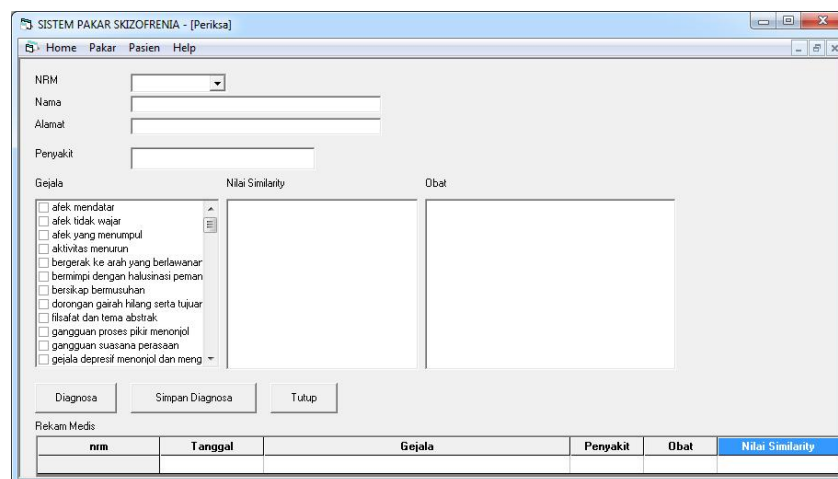 SISTEM PAKAR SKIZOFRENIA - [Periksa]
Home Pakar Pasien Help
NRM
Nama
Alamat
Penyakit
Gejala Nilai Similarity Obat
afek mendatar
afek tidak wajar
afek yang menumpul
aktivitas menurun
bergerak ke arah yang berlawanar
bermimpi dengan halusinasi peman
bersikap bermusuhan
dorongan gairah hilang serta tujuar
filsafat dan tema abstrak
gangguan proses pikir menonjol
gangguan suasana perasaan
gejala depresif menonjol dan meng
Diagnosa Simpan Diagnosa Tutup
Rekam Medis
nrm Tanggal Gejala Penyakit Obat Nilai Similarity